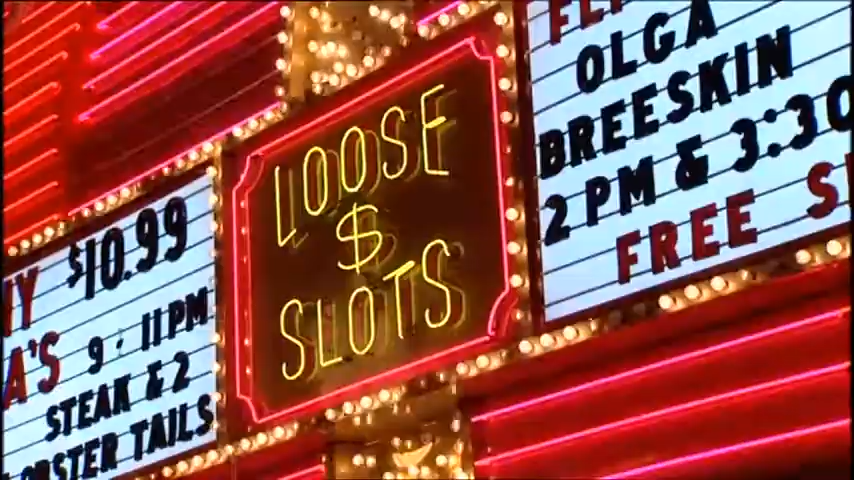 $10.99
A'S 9-11PM
STEAK & 2
LOBSTER TAILS
LOOSE
$
SLOTS
OLGA
BREESKIN
2 PM & 3:30
FREE